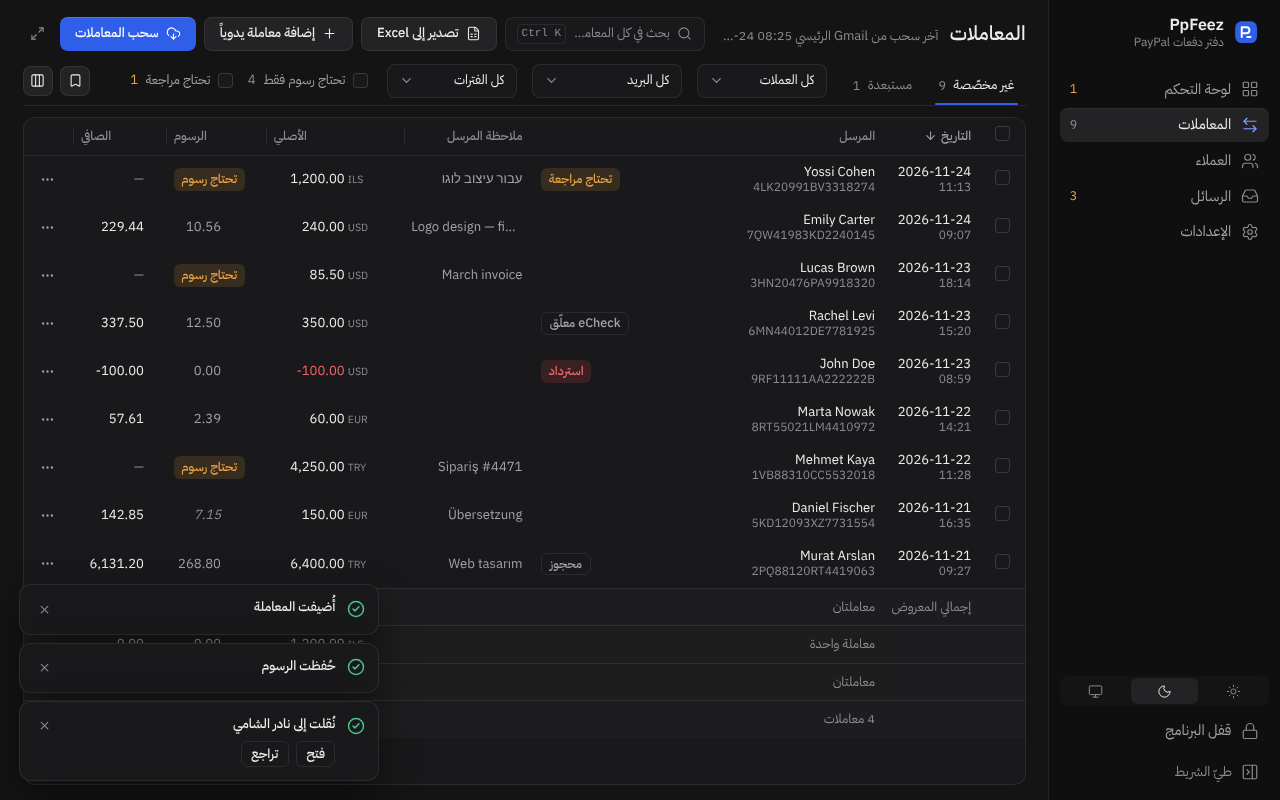 PpFeez
دفتر دفعات PayPal
لوحة التحكم 1
المعاملات 9
العملاء
الرسائل 3
الإعدادات
قفل البرنامج
طيّ الشريط
المعاملات
آخر سحب من Gmail الرئيسي 08:25 24-...
بحث في كل المعامـ... Ctrl K
تصدير إلى Excel
إضافة معاملة يدوياً
سحب المعاملات
غير مخصّصة 9
مستبعدة 1
كل العملات
كل البريد
كل الفترات
تحتاج رسوم فقط 4
تحتاج مراجعة 1
التاريخ المرسل ملاحظة المرسل الأصلي الرسوم الصافي
2026-11-24 Yossi Cohen تحتاج مراجعة עבור עיצוב לוגו 1,200.00 ILS تحتاج رسوم —
11:13 4LK20991BV3318274
2026-11-24 Emily Carter Logo design — fi... 240.00 USD 10.56 229.44
09:07 7QW41983KD2240145
2026-11-23 Lucas Brown March invoice 85.50 USD تحتاج رسوم —
18:14 3HN20476PA9918320
2026-11-23 Rachel Levi eCheck معلّق 350.00 USD 12.50 337.50
15:20 6MN44012DE7781925
2026-11-23 John Doe استرداد -100.00 USD 0.00 -100.00
08:59 9RF11111AA222222B
2026-11-22 Marta Nowak 60.00 EUR 2.39 57.61
14:21 8RT55021LM4410972
2026-11-22 Mehmet Kaya Sipariş #4471 4,250.00 TRY تحتاج رسوم —
11:28 1VB88310CC5532018
2026-11-21 Daniel Fischer Übersetzung 150.00 EUR 7.15 142.85
16:35 5KD12093XZ7731554
2026-11-21 Murat Arslan محجوز Web tasarım 6,400.00 TRY 268.80 6,131.20
09:27 2PQ88120RT4419063
إجمالي المعروض معاملتان
معاملة واحدة
معاملتان
4 معاملات
أُضيفت المعاملة
حُفظت الرسوم
نُقلت إلى نادر الشامي
فتح
تراجع